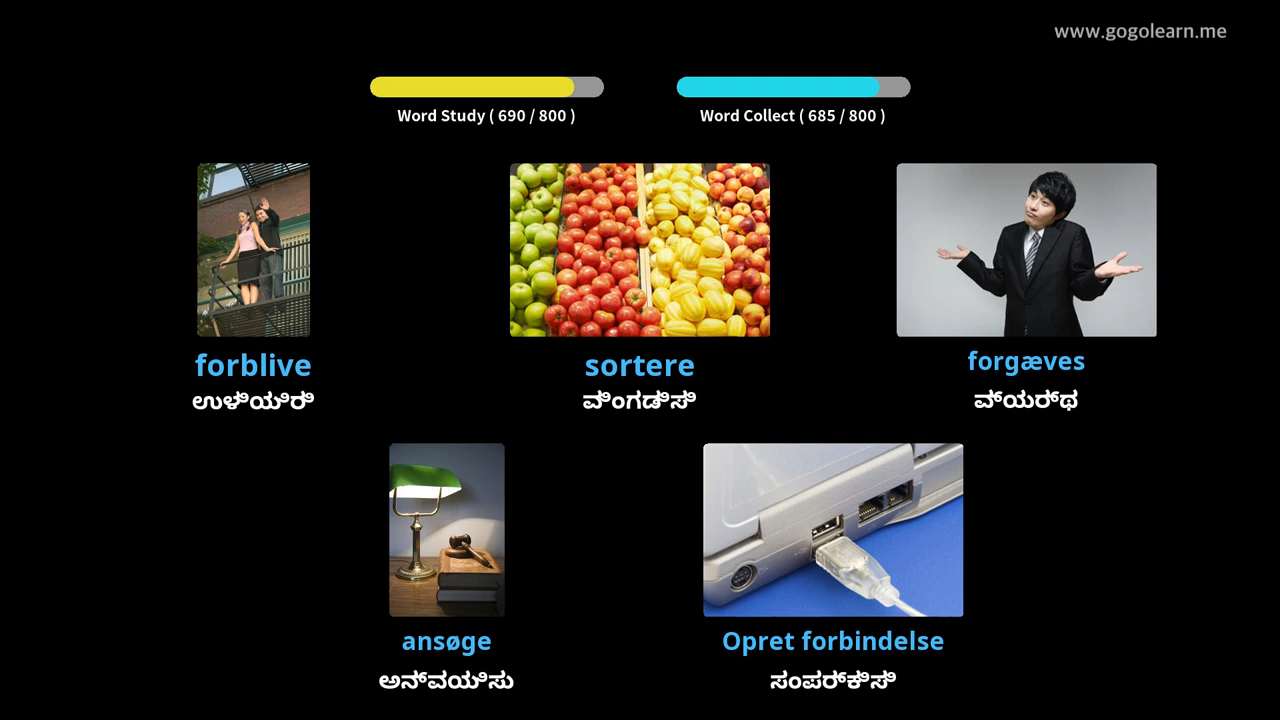 www.gogolearn.me
Word Study ( 690 / 800 )
Word Collect ( 685 / 800 )
forblive
ಉಳಿಯಿರಿ
sortere
ವಿಂಗಡಿಸಿ
forgæves
ವ್ಯರ್ಥ
ansøge
ಅನ್ವಯಿಸು
Opret forbindelse
ಸಂಪರ್ಕಿಸಿ